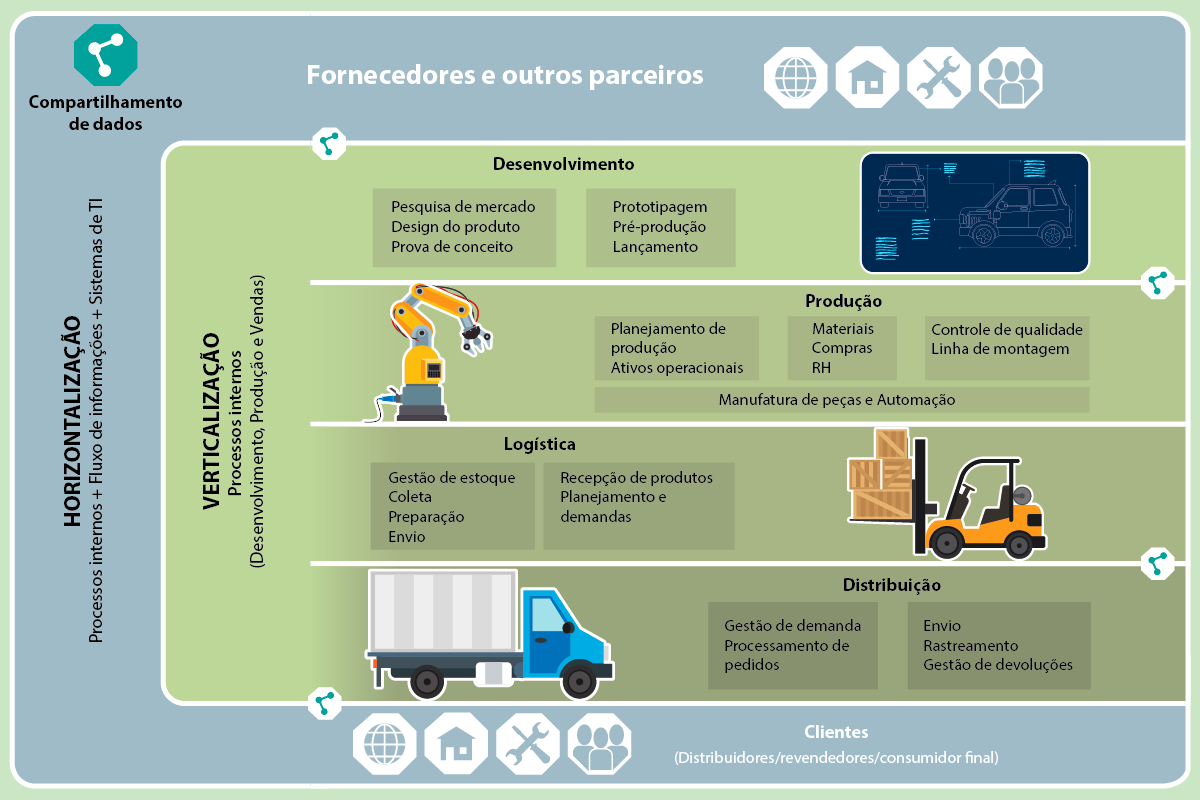 Compartilhamento
de dados
Fornecedores e outros parceiros
HORIZONTALIZAÇÃO
Processos internos + Fluxo de informações + Sistemas de TI
VERTICALIZAÇÃO
Processos internos
(Desenvolvimento, Produção e Vendas)
Desenvolvimento
Pesquisa de mercado
Design do produto
Prova de conceito
Prototipagem
Pré-produção
Lançamento
Produção
Planejamento de
produção
Ativos operacionais
Materiais
Compras
RH
Controle de qualidade
Linha de montagem
Manufatura de peças e Automação
Logística
Gestão de estoque
Coleta
Preparação
Envio
Recepção de produtos
Planejamento e
demandas
Distribuição
Gestão de demanda
Processamento de
pedidos
Envio
Rastreamento
Gestão de devoluções
Clientes
(Distribuidores/revendedores/consumidor final)